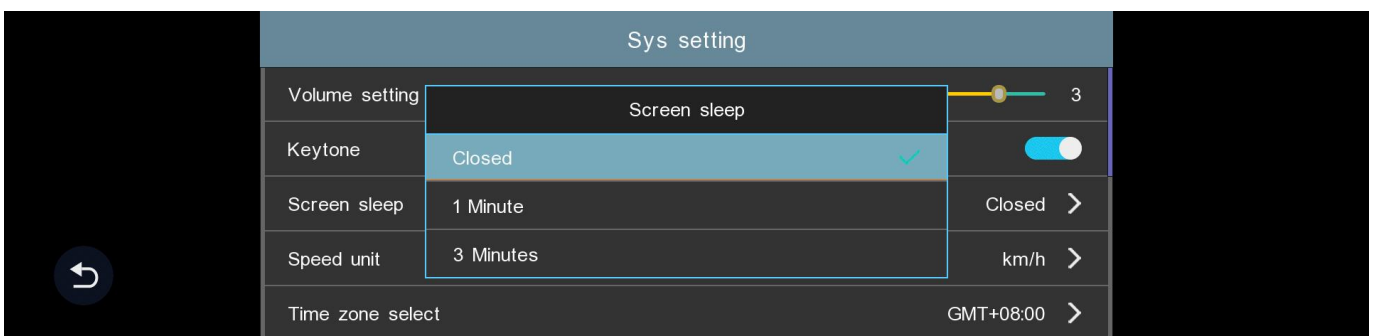 Sys setting
Volume setting 3
Screen sleep
Keytone
Closed
Screen sleep Closed
1 Minute
Speed unit km/h
3 Minutes
Time zone select GMT+08:00